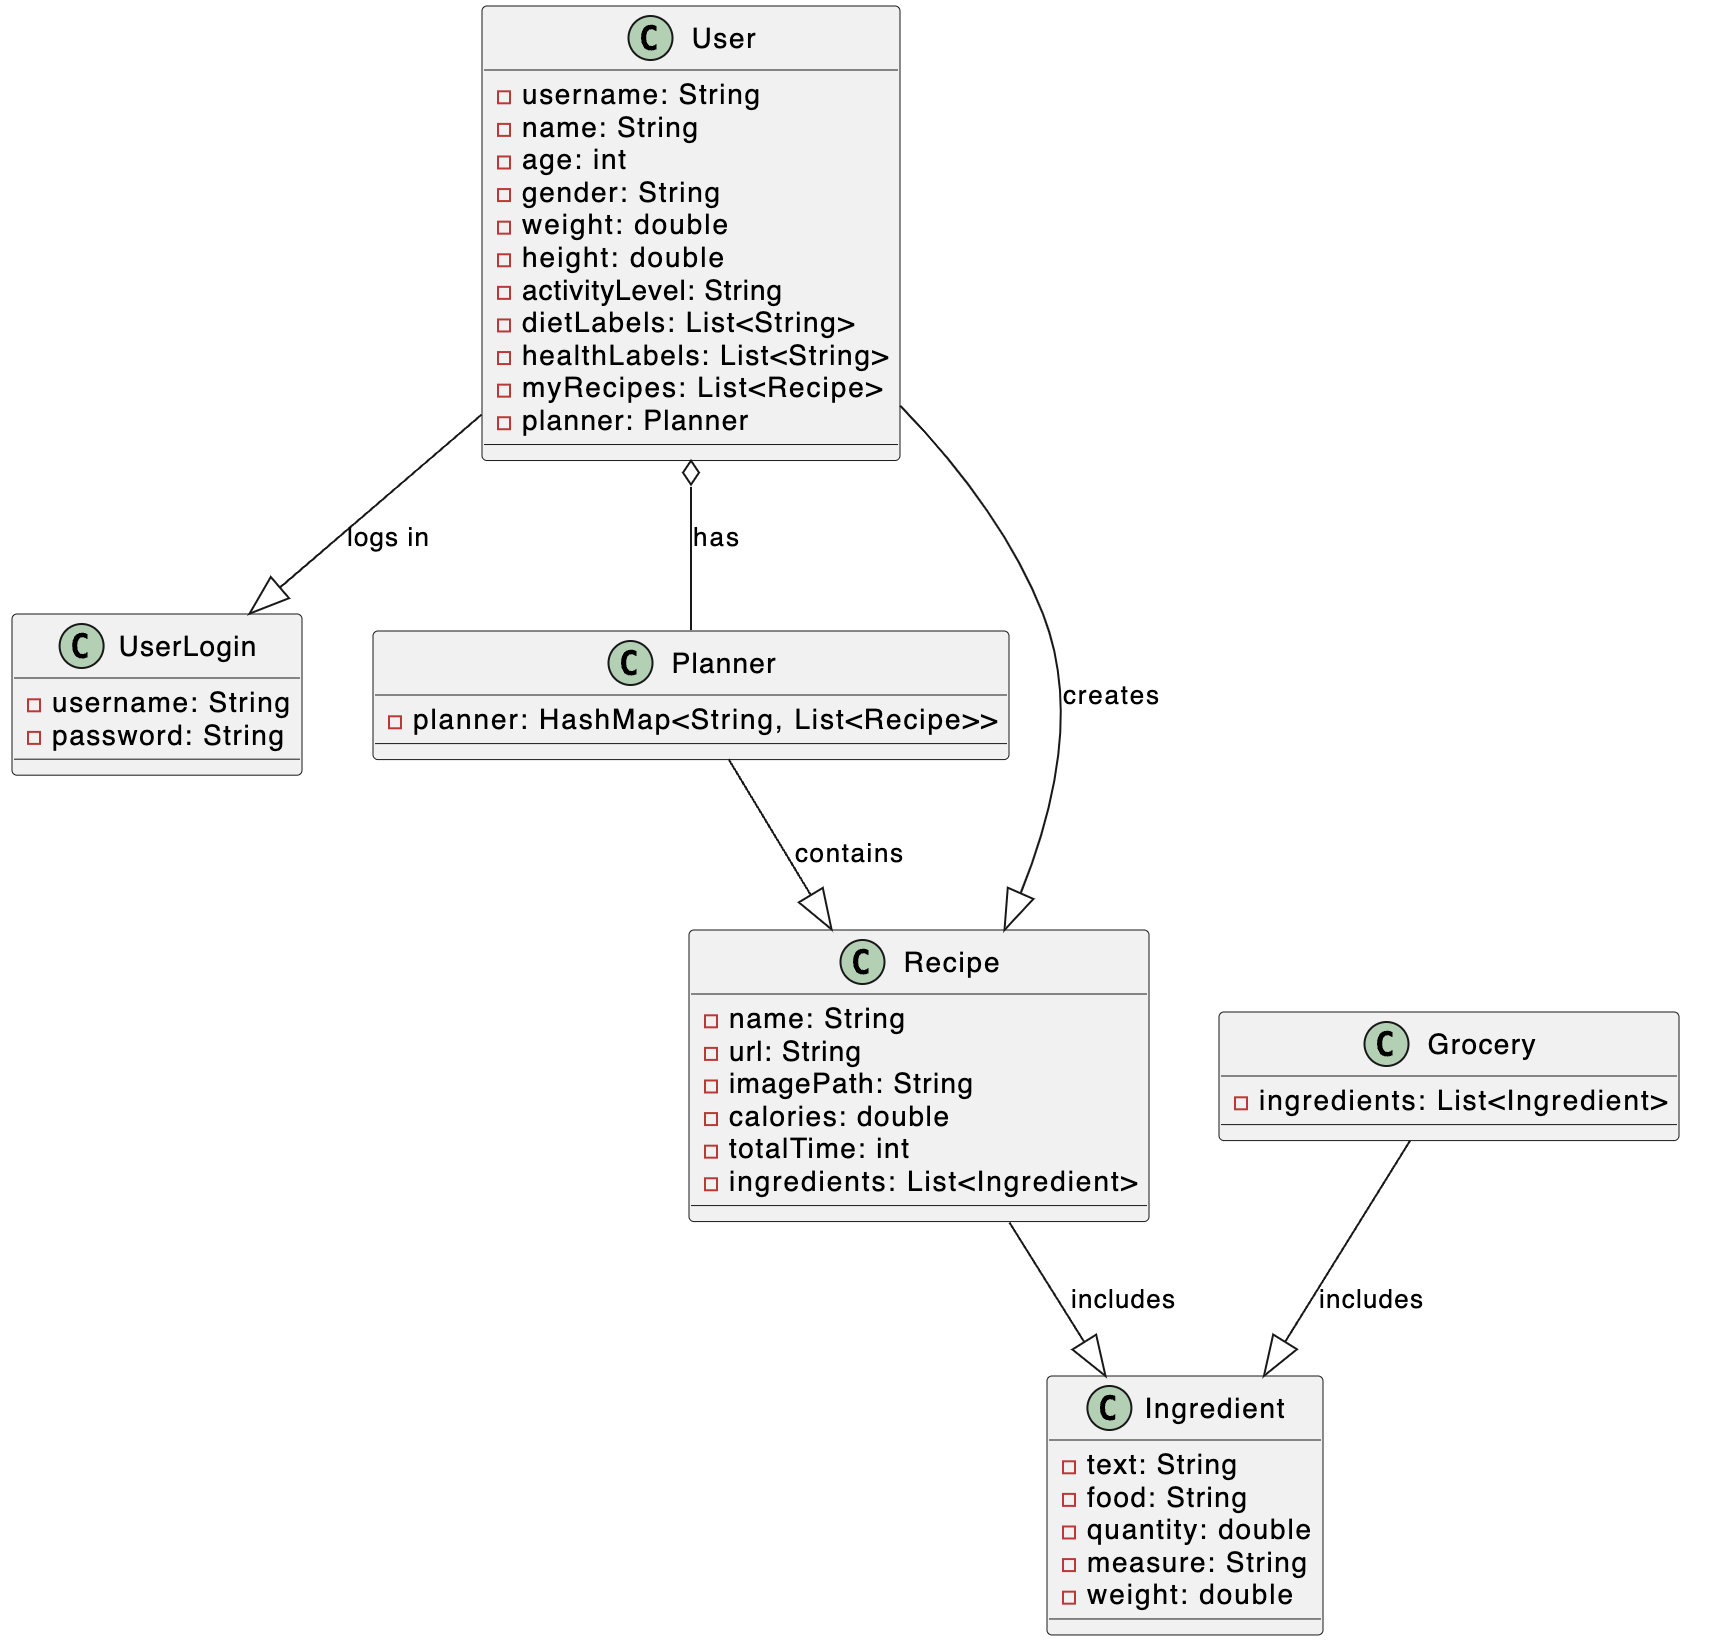 C User
username: String
name: String
age: int
gender: String
weight: double
height: double
activityLevel: String
dietLabels: List<String>
healthLabels: List<String>
myRecipes: List<Recipe>
planner: Planner
logs in
has
C UserLogin
username: String
password: String
C Planner
planner: HashMap<String, List<Recipe>>
creates
contains
C Recipe
name: String
url: String
imagePath: String
calories: double
totalTime: int
ingredients: List<Ingredient>
C Grocery
ingredients: List<Ingredient>
includes
includes
C Ingredient
text: String
food: String
quantity: double
measure: String
weight: double